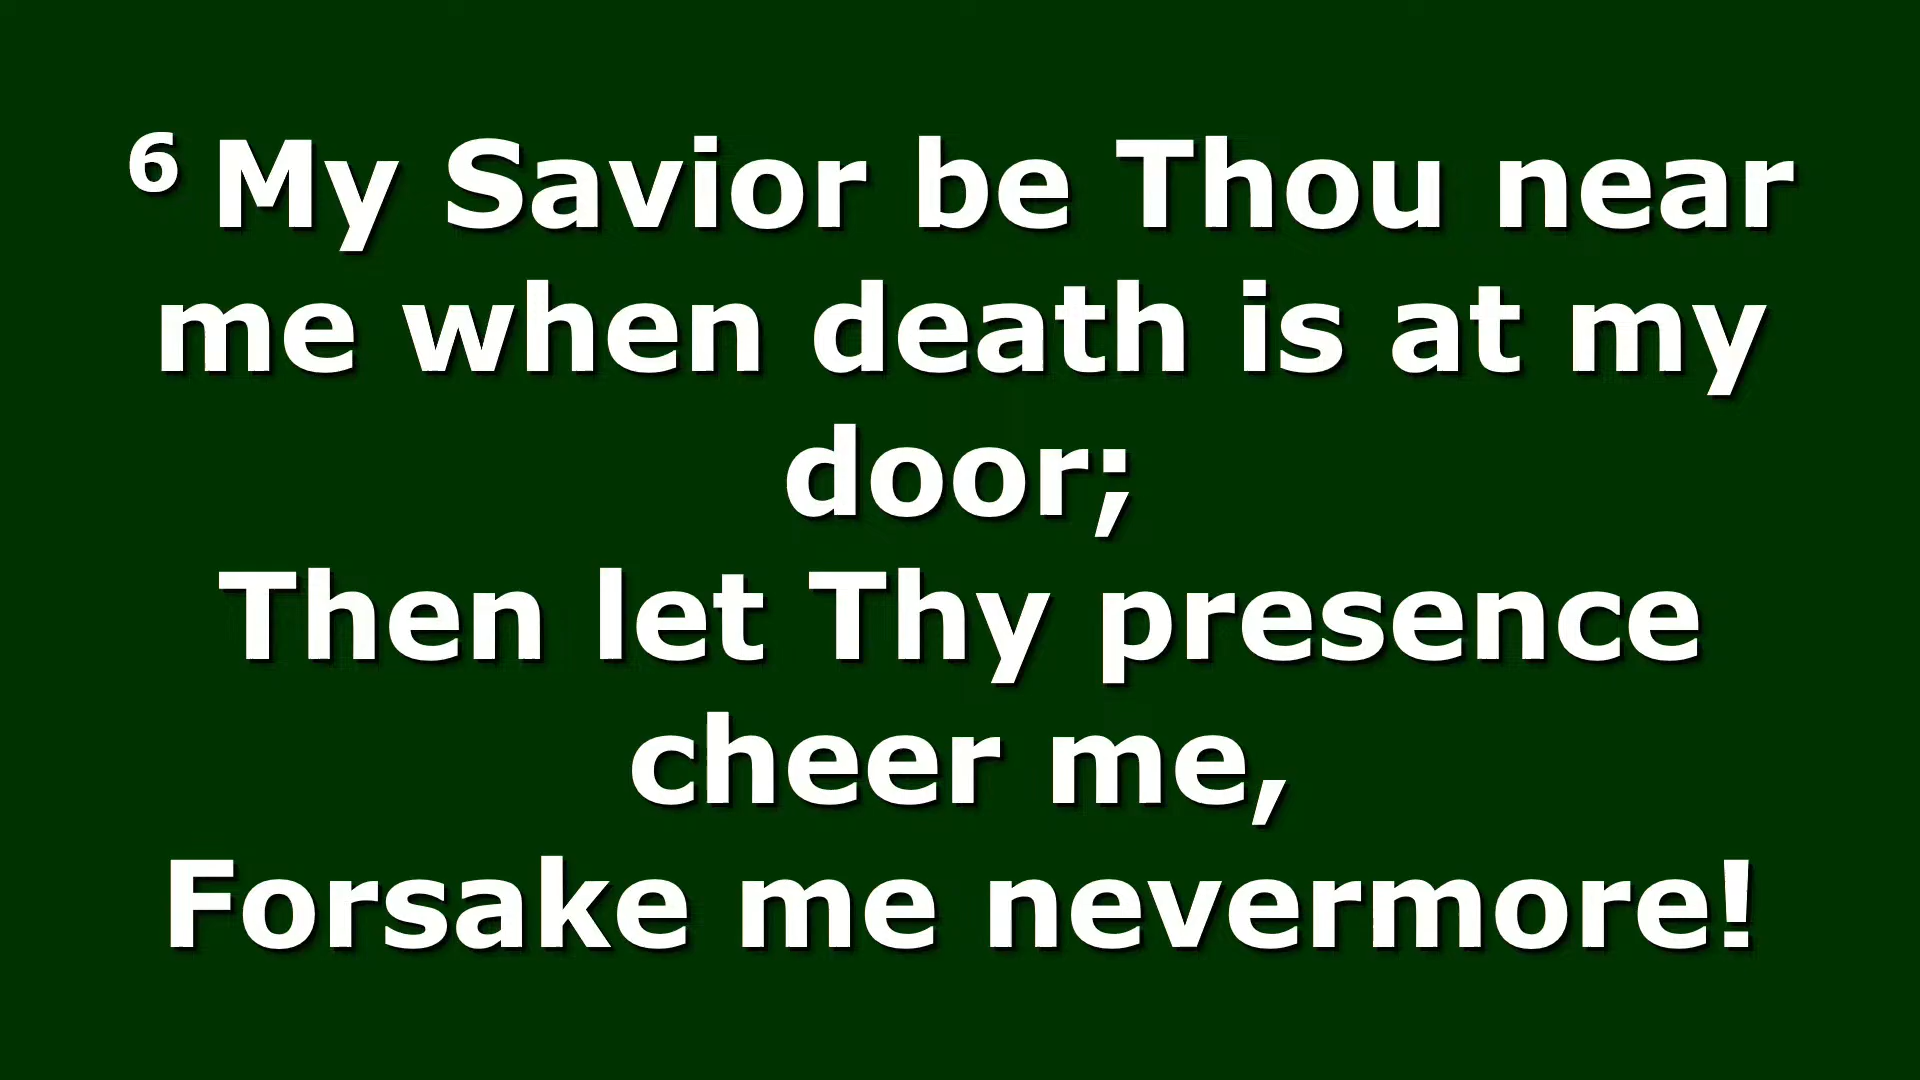 6 My Savior be Thou near
me when death is at my
door;
Then let Thy presence
cheer me,
Forsake me nevermore!